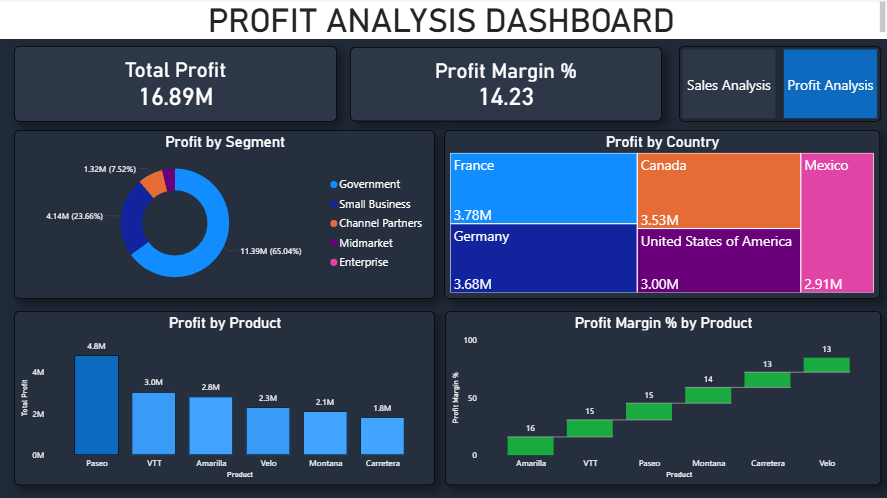 PROFIT ANALYSIS DASHBOARD
Total Profit
16.89M
Profit Margin %
14.23
Sales Analysis
Profit Analysis
Profit by Segment
1.32M (7.52%)
4.14M (23.66%)
11.39M (65.04%)
Government
Small Business
Channel Partners
Midmarket
Enterprise
Profit by Country
France
3.78M
Germany
3.68M
Canada
3.53M
United States of America
3.00M
Mexico
2.91M
Profit by Product
Total Profit
4M
2M
0M
4.8M
3.0M
2.8M
2.3M
2.1M
1.8M
Paseo
VTT
Amarilla
Velo
Montana
Carretera
Product
Profit Margin % by Product
Profit Margin %
100
50
0
16
15
15
14
13
13
Amarilla
VTT
Paseo
Montana
Carretera
Velo
Product